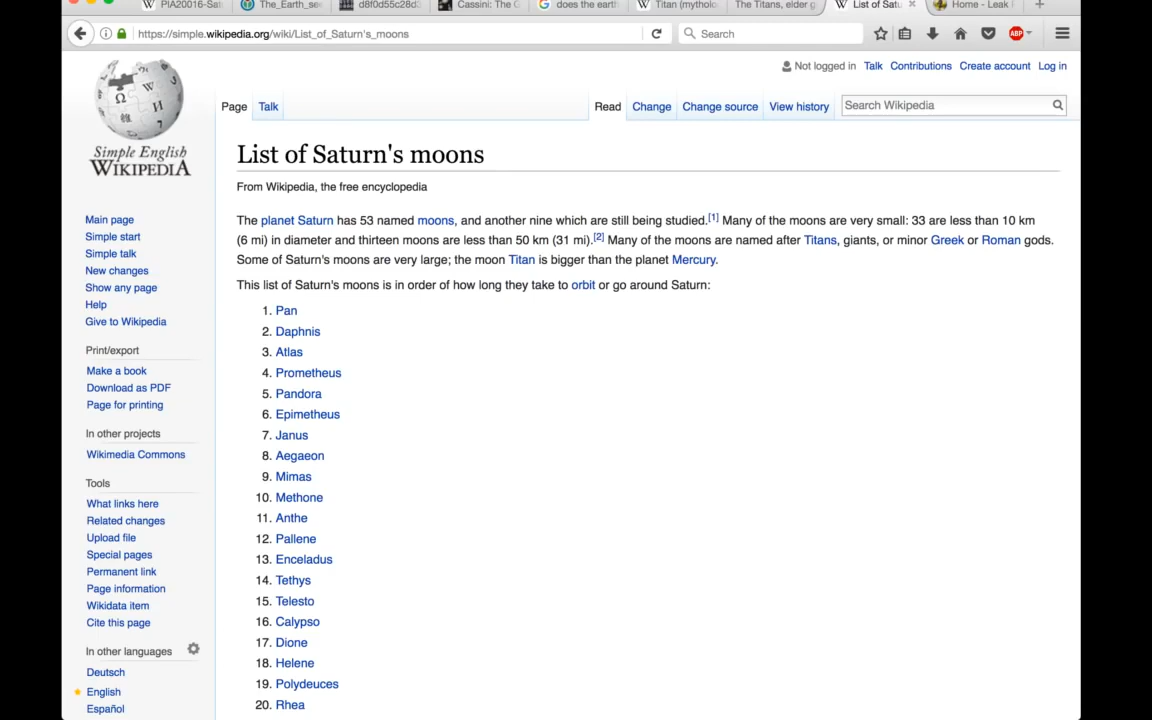 PIA20016-Sat
The_Earth_se
d8f0d55c28d
Cassini: The G
does the earth
Titan (mytholo
The Titans, elder g
List of Satu
Home - Leak
https://simple.wikipedia.org/wiki/List_of_Saturn's_moons
Search
ABP
Not logged in Talk Contributions Create account Log in
Page Talk Read Change Change source View history Search Wikipedia
Simple English
WIKIPEDIA
Main page
Simple start
Simple talk
New changes
Show any page
Help
Give to Wikipedia
Print/export
Make a book
Download as PDF
Page for printing
In other projects
Wikimedia Commons
Tools
What links here
Related changes
Upload file
Special pages
Permanent link
Page information
Wikidata item
Cite this page
In other languages
Deutsch
English
Español
List of Saturn's moons
From Wikipedia, the free encyclopedia
The planet Saturn has 53 named moons, and another nine which are still being studied.[1] Many of the moons are very small: 33 are less than 10 km
(6 mi) in diameter and thirteen moons are less than 50 km (31 mi).[2] Many of the moons are named after Titans, giants, or minor Greek or Roman gods.
Some of Saturn's moons are very large; the moon Titan is bigger than the planet Mercury.
This list of Saturn's moons is in order of how long they take to orbit or go around Saturn:
1. Pan
2. Daphnis
3. Atlas
4. Prometheus
5. Pandora
6. Epimetheus
7. Janus
8. Aegaeon
9. Mimas
10. Methone
11. Anthe
12. Pallene
13. Enceladus
14. Tethys
15. Telesto
16. Calypso
17. Dione
18. Helene
19. Polydeuces
20. Rhea